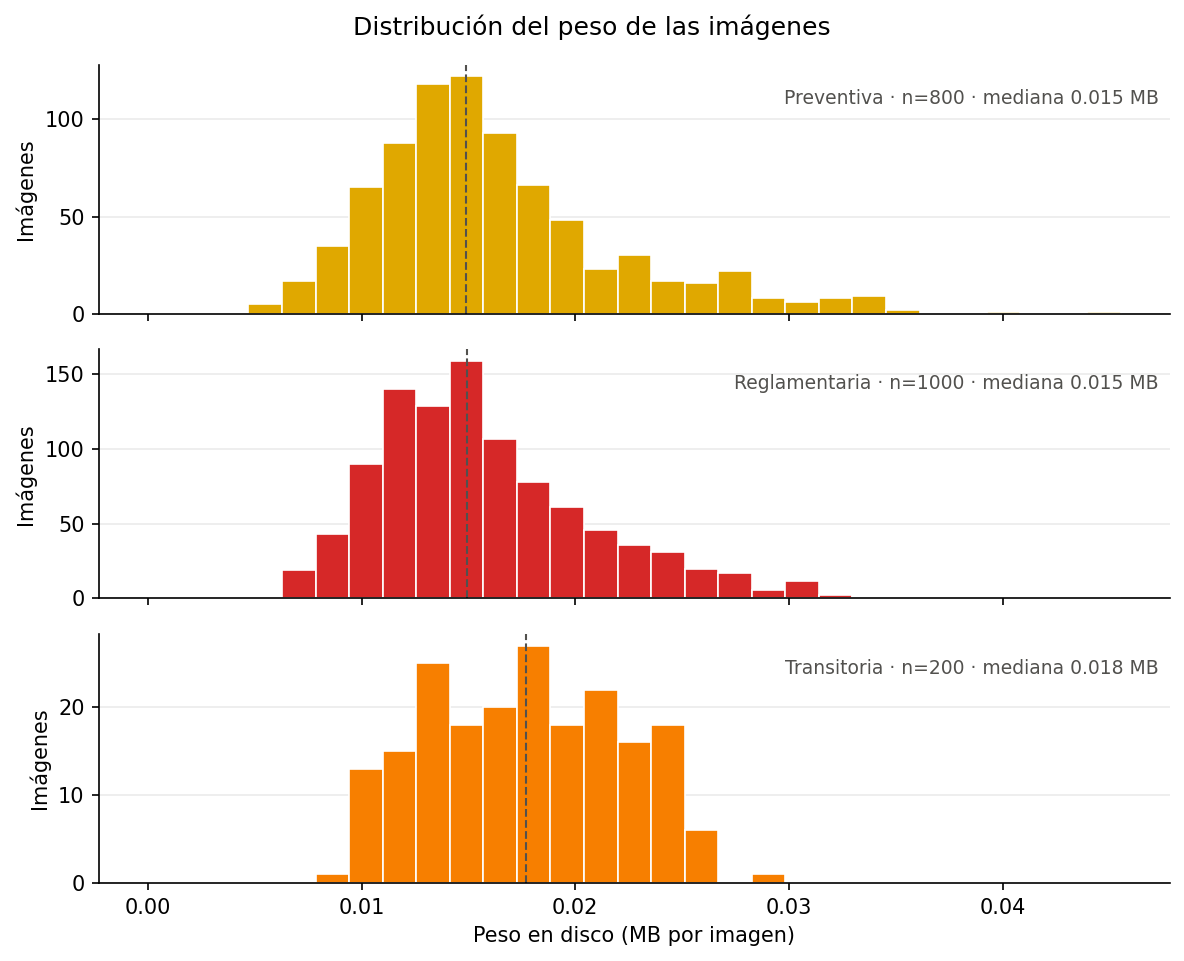 Distribución del peso de las imágenes
Preventiva · n=800 · mediana 0.015 MB
Imágenes
100
50
0
Reglamentaria · n=1000 · mediana 0.015 MB
Imágenes
150
100
50
0
Transitoria · n=200 · mediana 0.018 MB
Imágenes
20
10
0
0.00 0.01 0.02 0.03 0.04
Peso en disco (MB por imagen)